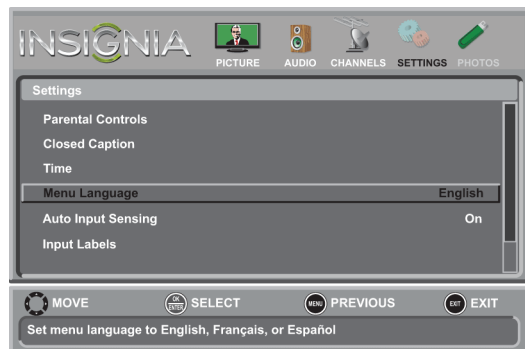 INSIGNIA
PICTURE AUDIO CHANNELS SETTINGS PHOTOS
Settings
Parental Controls
Closed Caption
Time
Menu Language English
Auto Input Sensing On
Input Labels
MOVE OK ENTER SELECT MENU PREVIOUS EXIT EXIT
Set menu language to English, Français, or Español